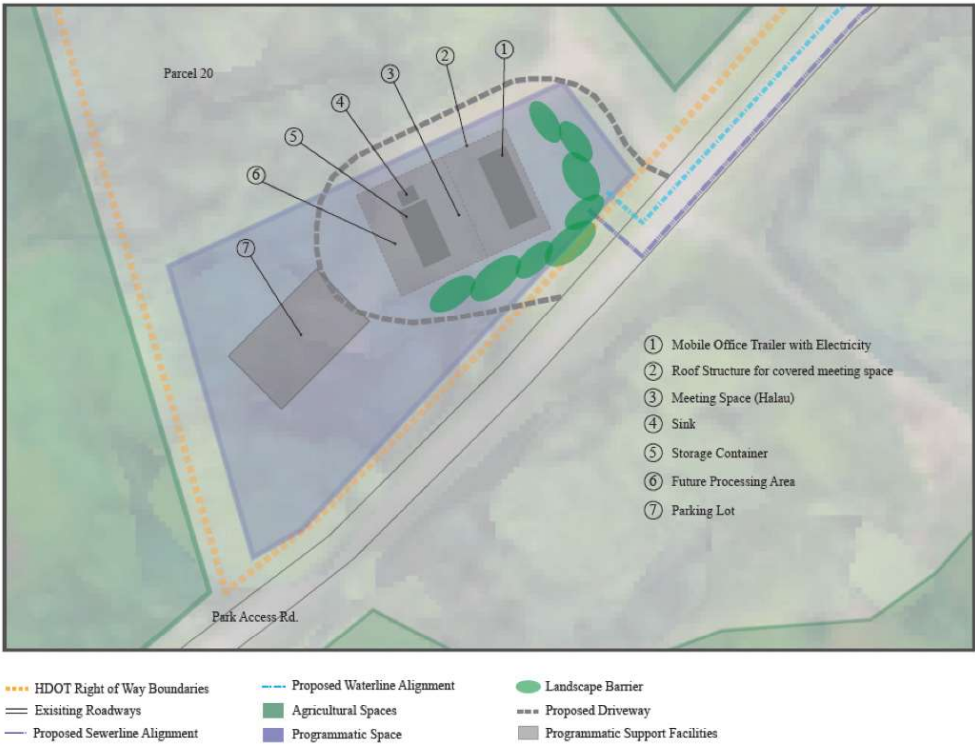 Parcel 20
1
2
3
4
5
6
7
1 Mobile Office Trailer with Electricity
2 Roof Structure for covered meeting space
3 Meeting Space (Halau)
4 Sink
5 Storage Container
6 Future Processing Area
7 Parking Lot
Park Access Rd.
HDOT Right of Way Boundaries
Exisiting Roadways
Proposed Sewerline Alignment
Proposed Waterline Alignment
Agricultural Spaces
Programmatic Space
Landscape Barrier
Proposed Driveway
Programmatic Support Facilities